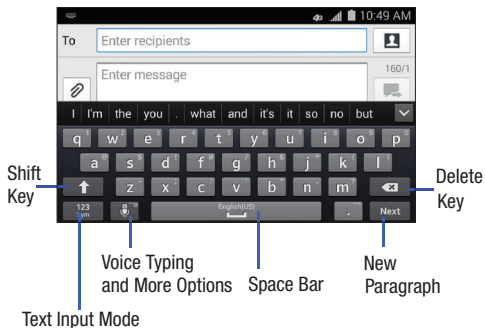 10:49 AM
To Enter recipients
Enter message 160/1
I I'm the you . what and it's it so no but
q w e r t y u i o p
a s d f g h j k l
z x c v b n m
123
Sym English(US) . Next
Shift
Key
Delete
Key
Voice Typing
and More Options
Space Bar
New
Paragraph
Text Input Mode